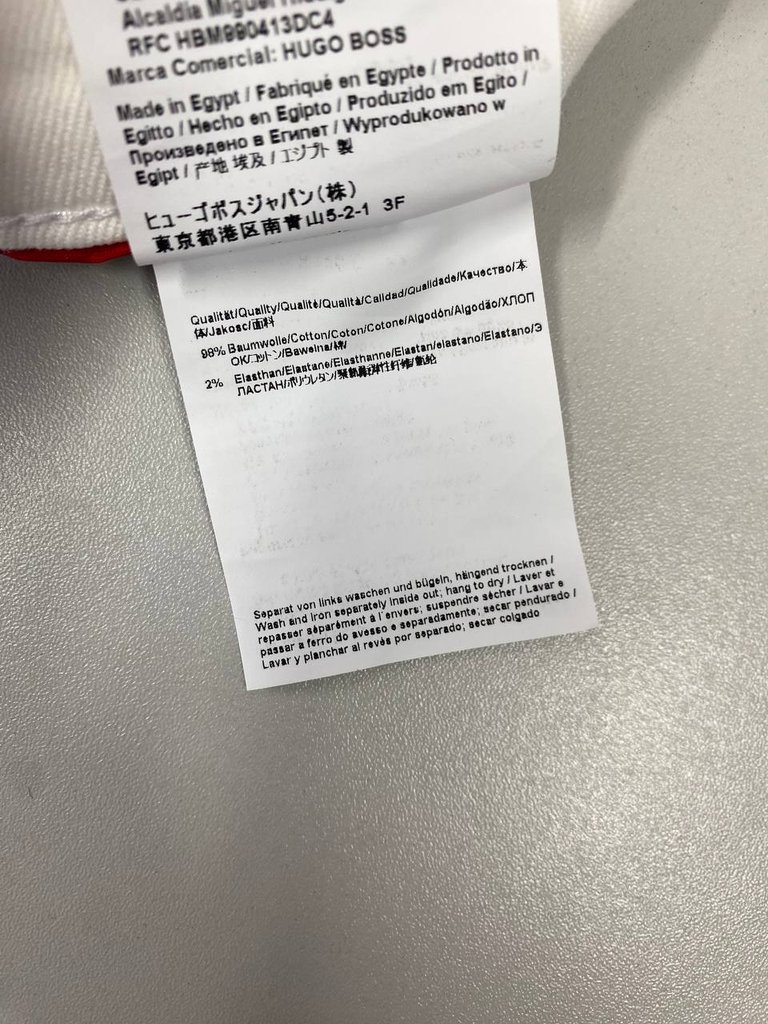 Alcaldia Miguel
RFC HBM990413DC4
Marca Comercial: HUGO BOSS
Made in Egypt / Fabriqué en Egypte / Prodotto in
Egitto / Hecho en Egipto / Produzido em Egito /
Произведено в Египет / Wyprodukowano w
Egipt / 产地 埃及 / エジプト 製
ヒューゴボスジャパン(株)
東京都港区南青山5-2-1 3F
Qualität/Quality/Qualité/Qualità/Calidad/Qualidade/Качество/本
体/Jakosc/面料
98% Baumwolle/Cotton/Coton/Cotone/Algodón/Algodão/ХЛОП
ОК/コットン/Bawelna/棉/
2% Elasthan/Elastane/Elasthanne/Elastan/elastano/Elastano/Э
ЛАСТАН/ポリウレタン/
Separat von links waschen und bügeln, hängend trocknen /
Wash and iron separately inside out; hang to dry / Laver et
repasser séparément à l'envers; suspendre sécher / Lavar e
passar a ferro do avesso e separadamente; secar pendurado /
Lavar y planchar al revés por separado; secar colgado